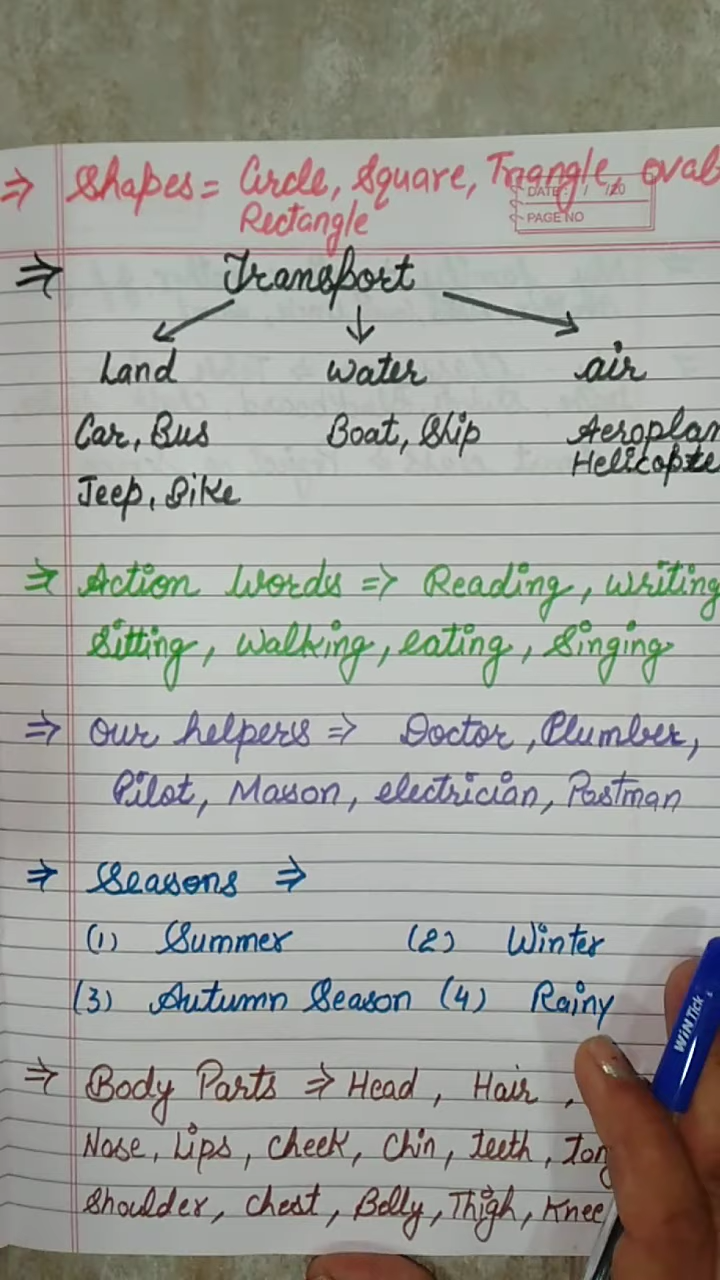 ⇒ Shapes = Circle, Square, Triangle, oval
Rectangle
DATE: / /20
PAGE NO
⇒ Transport
Land Water air
Car, Bus Boat, Ship Aeroplan
Jeep, Bike Helicopte
⇒ Action Words => Reading, writing
Sitting, Walking, eating, Singing
⇒ Our helpers => Doctor, Plumber,
Pilot, Mason, electrician, Postman
⇒ Seasons ⇒
(1) Summer (2) Winter
(3) Autumn Season (4) Rainy
WiNTick
⇒ Body Parts ⇒ Head, Hair,
Nose, Lips, Cheek, Chin, Teeth, Ton
Shoulder, Chest, Belly, Thigh, Knee